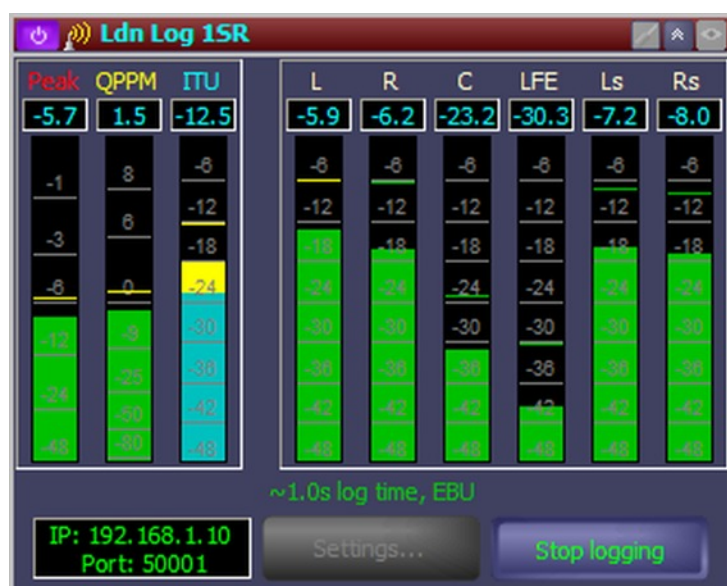 Ldn Log 1SR
Peak QPPM ITU L R C LFE Ls Rs
-5.7 1.5 -12.5 -5.9 -6.2 -23.2 -30.3 -7.2 -8.0
-1 8 -6 -6 -6 -6 -6 -6 -6
-3 6 -12 -12 -12 -12 -12 -12 -12
-6 0 -18 -18 -18 -18 -18 -18 -18
-12 -8 -24 -24 -24 -24 -24 -24 -24
-24 -25 -30 -30 -30 -30 -30 -30 -30
-48 -50 -36 -36 -36 -36 -36 -36 -36
-80 -42 -42 -42 -42 -42 -42 -42
-48 -48 -48 -48 -48 -48 -48
~1.0s log time, EBU
IP: 192.168.1.10
Port: 50001
Settings...
Stop logging